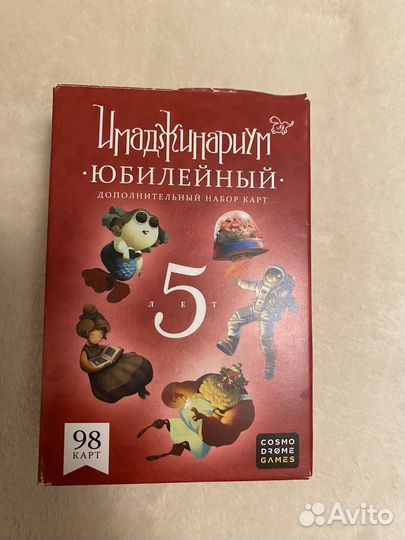 Имаджинариум
·ЮБИЛЕЙНЫЙ·
ДОПОЛНИТЕЛЬНЫЙ НАБОР КАРТ
5
ЛЕТ
98
КАРТ
COSMO
DROME
GAMES
Avito